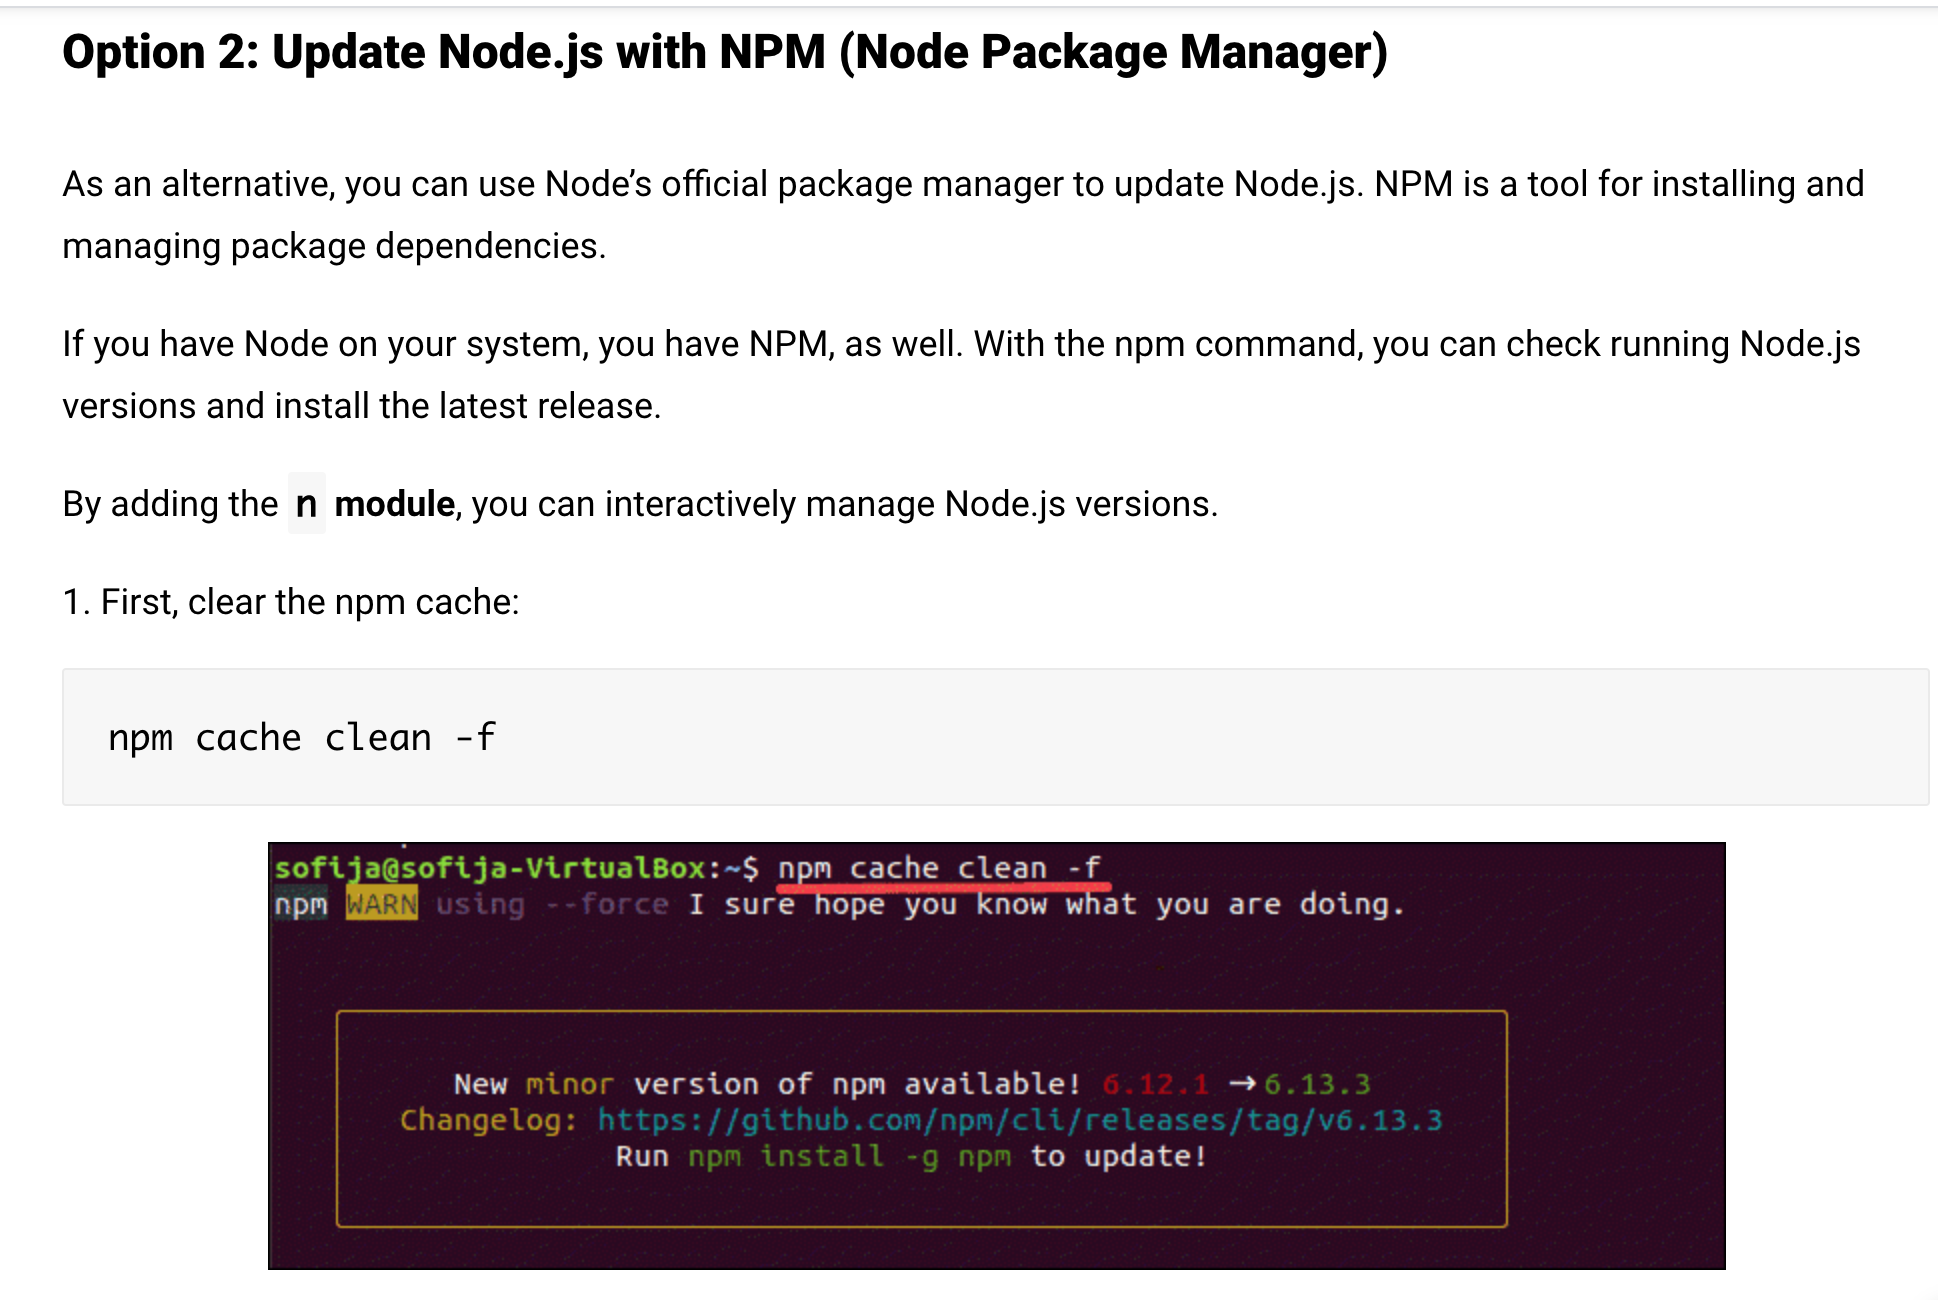 Option 2: Update Node.js with NPM (Node Package Manager)
As an alternative, you can use Node’s official package manager to update Node.js. NPM is a tool for installing and
managing package dependencies.
If you have Node on your system, you have NPM, as well. With the npm command, you can check running Node.js
versions and install the latest release.
By adding the n module, you can interactively manage Node.js versions.
1. First, clear the npm cache:
npm cache clean -f
sofija@sofija-VirtualBox:~$ npm cache clean -f
npm WARN using --force I sure hope you know what you are doing.
New minor version of npm available! 6.12.1 → 6.13.3
Changelog: https://github.com/npm/cli/releases/tag/v6.13.3
Run npm install -g npm to update!